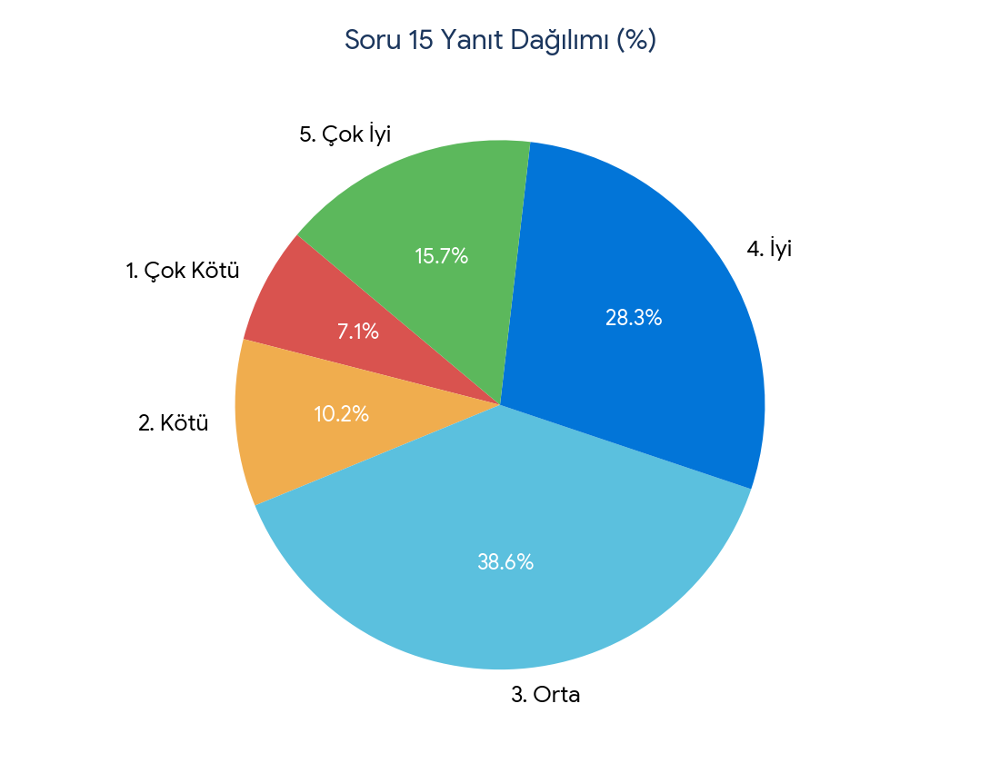 Soru 15 Yanıt Dağılımı (%)
5. Çok İyi
4. İyi
15.7%
1. Çok Kötü
28.3%
7.1%
10.2%
2. Kötü
38.6%
3. Orta